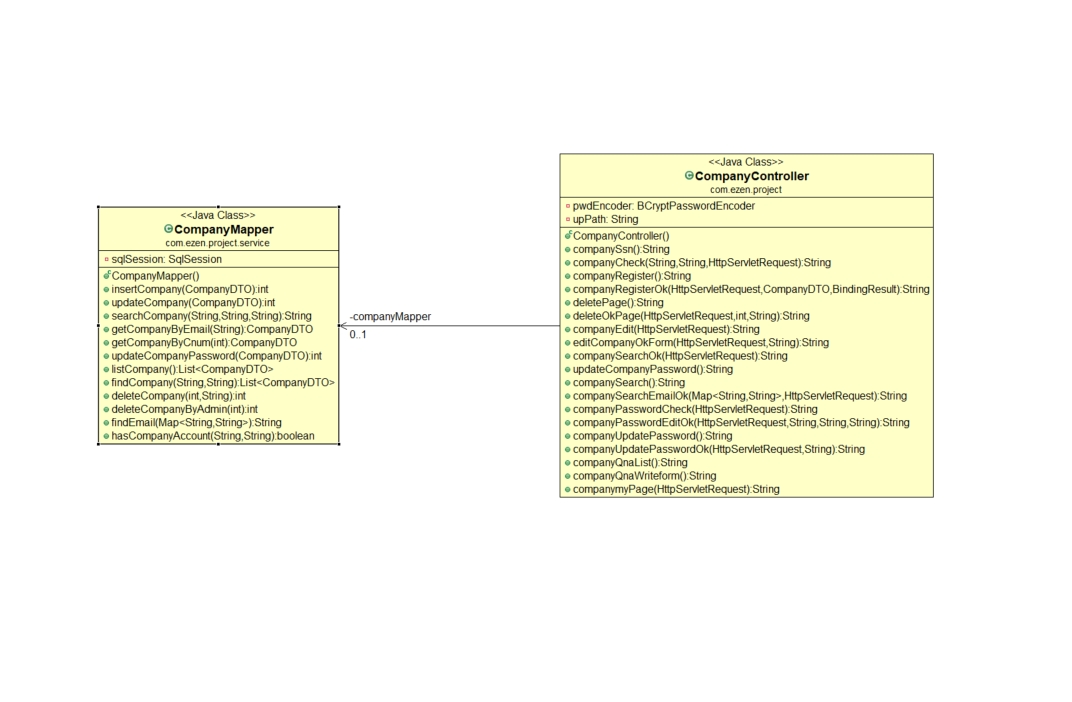 <<Java Class>>
CompanyMapper
com.ezen.project.service
sqlSession: SqlSession
CompanyMapper()
insertCompany(CompanyDTO):int
updateCompany(CompanyDTO):int
searchCompany(String,String,String):String
getCompanyByEmail(String):CompanyDTO
getCompanyByCnum(int):CompanyDTO
updateCompanyPassword(CompanyDTO):int
listCompany():List<CompanyDTO>
findCompany(String,String):List<CompanyDTO>
deleteCompany(int,String):int
deleteCompanyByAdmin(int):int
findEmail(Map<String,String>):String
hasCompanyAccount(String,String):boolean
-companyMapper
0..1
<<Java Class>>
CompanyController
com.ezen.project
pwdEncoder: BCryptPasswordEncoder
upPath: String
CompanyController()
companySsn():String
companyCheck(String,String,HttpServletRequest):String
companyRegister():String
companyRegisterOk(HttpServletRequest,CompanyDTO,BindingResult):String
deletePage():String
deleteOkPage(HttpServletRequest,int,String):String
companyEdit(HttpServletRequest):String
editCompanyOkForm(HttpServletRequest,String):String
companySearchOk(HttpServletRequest):String
updateCompanyPassword():String
companySearch():String
companySearchEmailOk(Map<String,String>,HttpServletRequest):String
companyPasswordCheck(HttpServletRequest):String
companyPasswordEditOk(HttpServletRequest,String,String,String):String
companyUpdatePassword():String
companyUpdatePasswordOk(HttpServletRequest,String):String
companyQnaList():String
companyQnaWriteform():String
companymyPage(HttpServletRequest):String